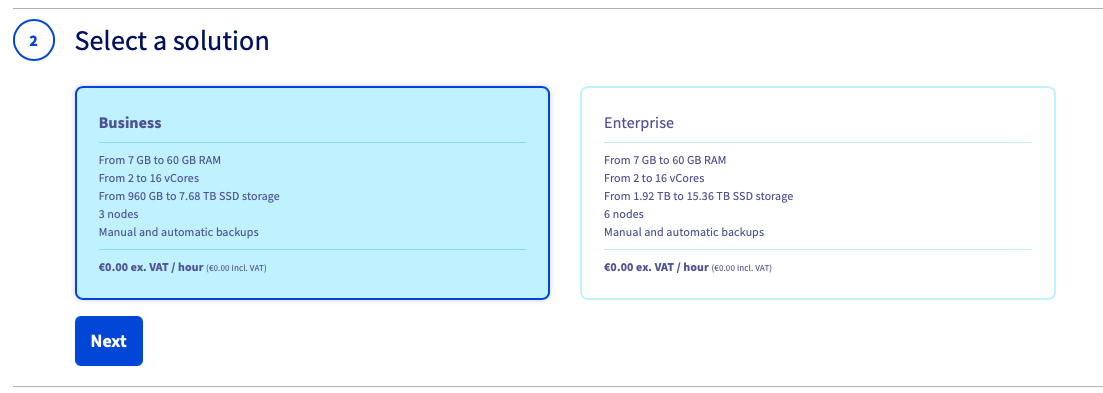 2
Select a solution
Business
From 7 GB to 60 GB RAM
From 2 to 16 vCores
From 960 GB to 7.68 TB SSD storage
3 nodes
Manual and automatic backups
€0.00 ex. VAT / hour (€0.00 incl. VAT)
Enterprise
From 7 GB to 60 GB RAM
From 2 to 16 vCores
From 1.92 TB to 15.36 TB SSD storage
6 nodes
Manual and automatic backups
€0.00 ex. VAT / hour (€0.00 incl. VAT)
Next